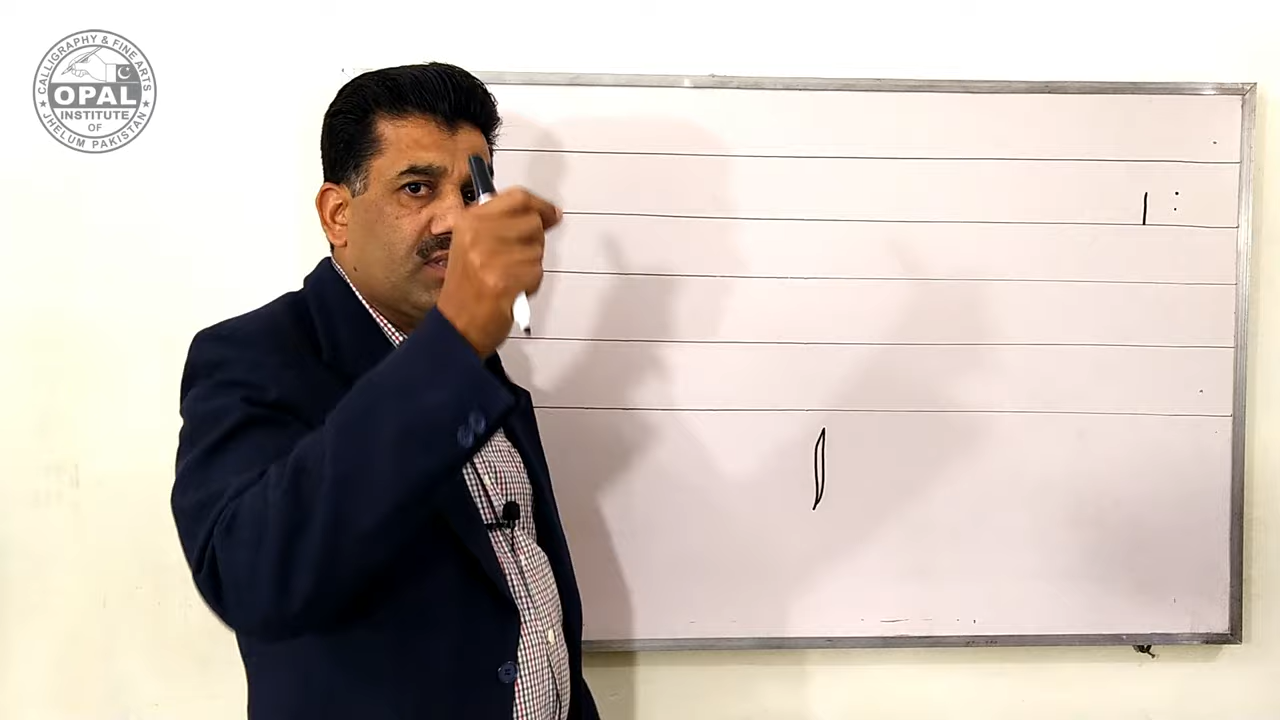 CALLIGRAPHY & FINE ARTS
OPAL
INSTITUTE
OF
JHELUM PAKISTAN
ا :
ا